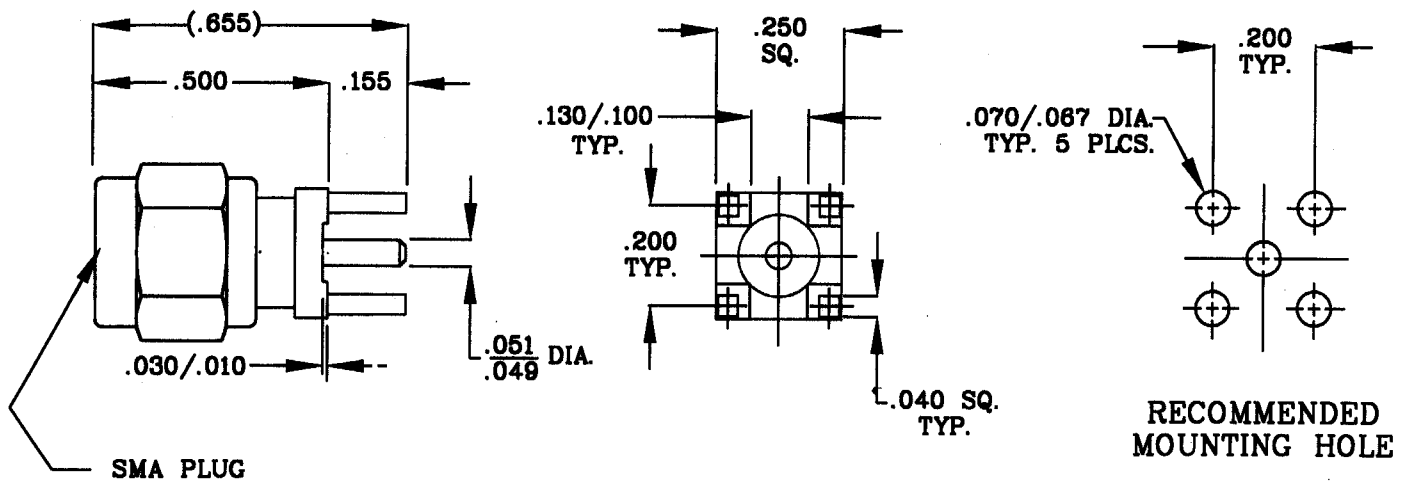 (.655)
.500
.155
.030/.010
.051
.049
DIA.
SMA PLUG
.250
SQ.
.130/.100
TYP.
.200
TYP.
.040 SQ.
TYP.
.200
TYP.
.070/.067 DIA.
TYP. 5 PLCS.
RECOMMENDED
MOUNTING HOLE